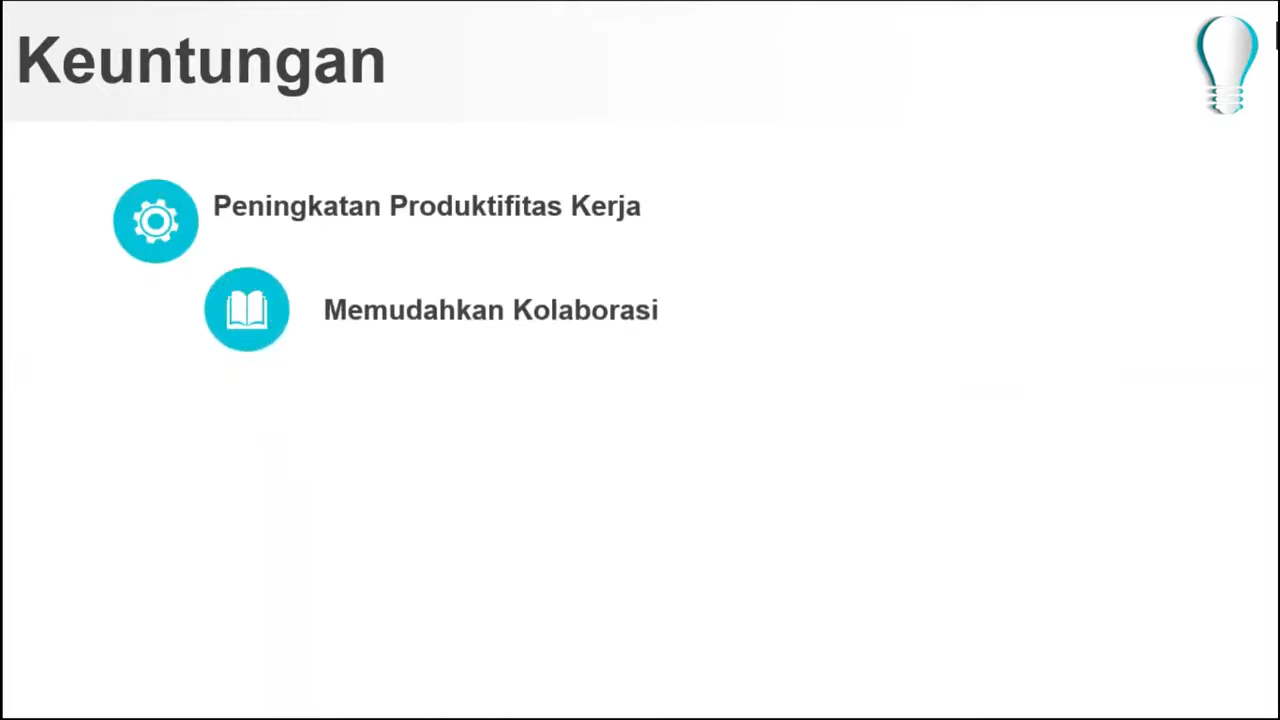 Keuntungan
Peningkatan Produktifitas Kerja
Memudahkan Kolaborasi